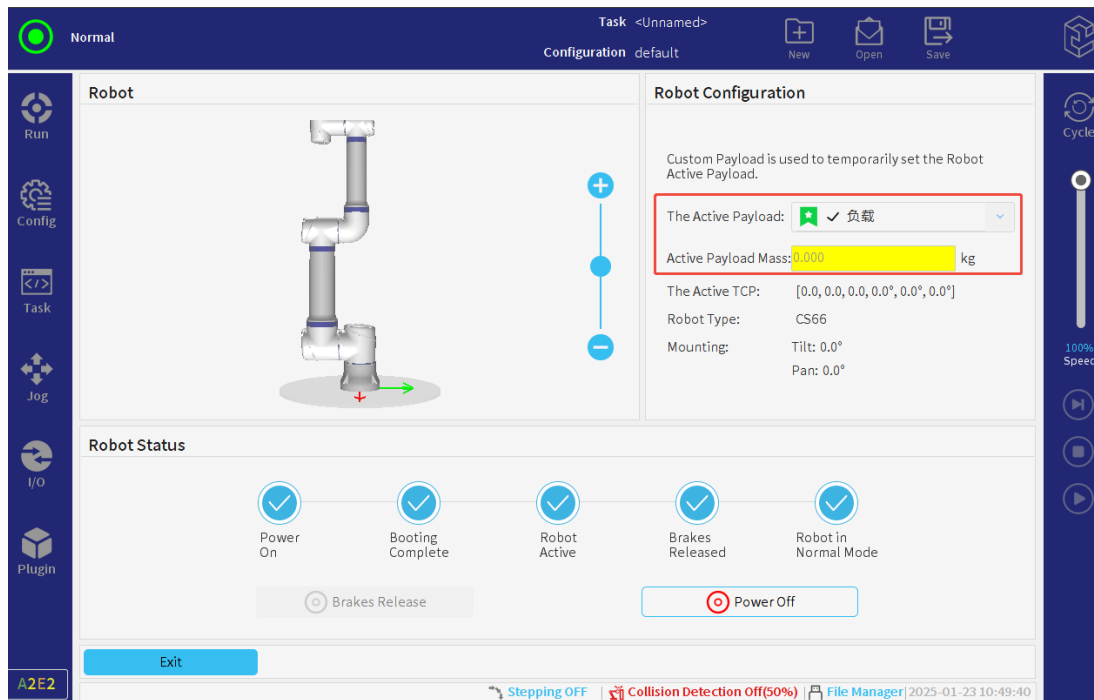 Normal
Task <Unnamed>
Configuration default
New
Open
Save
Run
Config
Task
Jog
I/O
Plugin
A2E2
Robot
Robot Configuration
Custom Payload is used to temporarily set the Robot
Active Payload.
The Active Payload: ✓ 负载
Active Payload Mass: 0.000 kg
The Active TCP: [0.0, 0.0, 0.0, 0.0°, 0.0°, 0.0°]
Robot Type: CS66
Mounting: Tilt: 0.0°
Pan: 0.0°
Cycle
100%
Speed
Robot Status
Power
On
Booting
Complete
Robot
Active
Brakes
Released
Robot in
Normal Mode
Brakes Release
Power Off
Exit
Stepping OFF | Collision Detection Off(50%) | File Manager | 2025-01-23 10:49:40